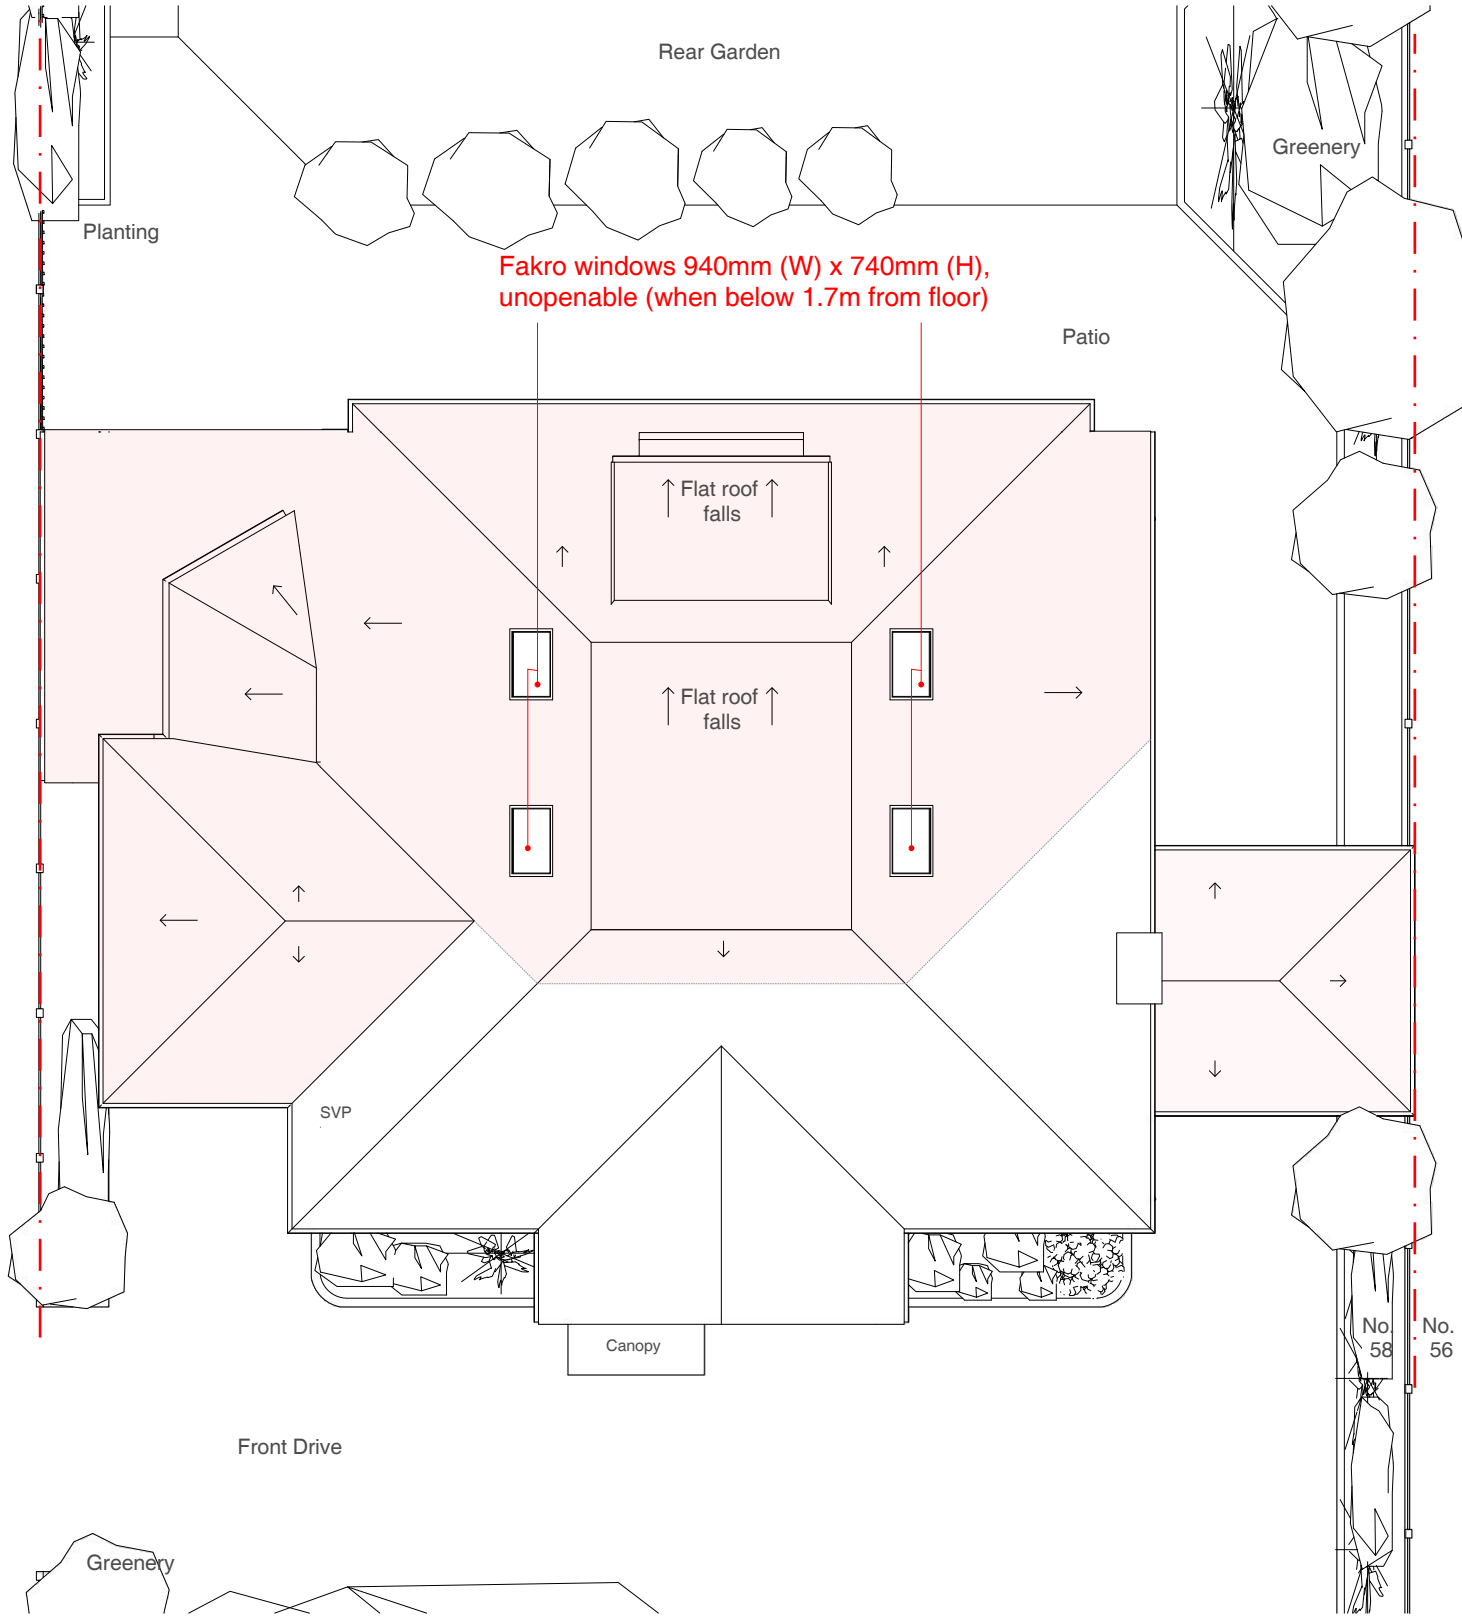 Rear Garden
Greenery
Planting
Fakro windows 940mm (W) x 740mm (H),
unopenable (when below 1.7m from floor)
Patio
Flat roof
falls
Flat roof
falls
SVP
No.
58
No.
56
Canopy
Front Drive
Greenery